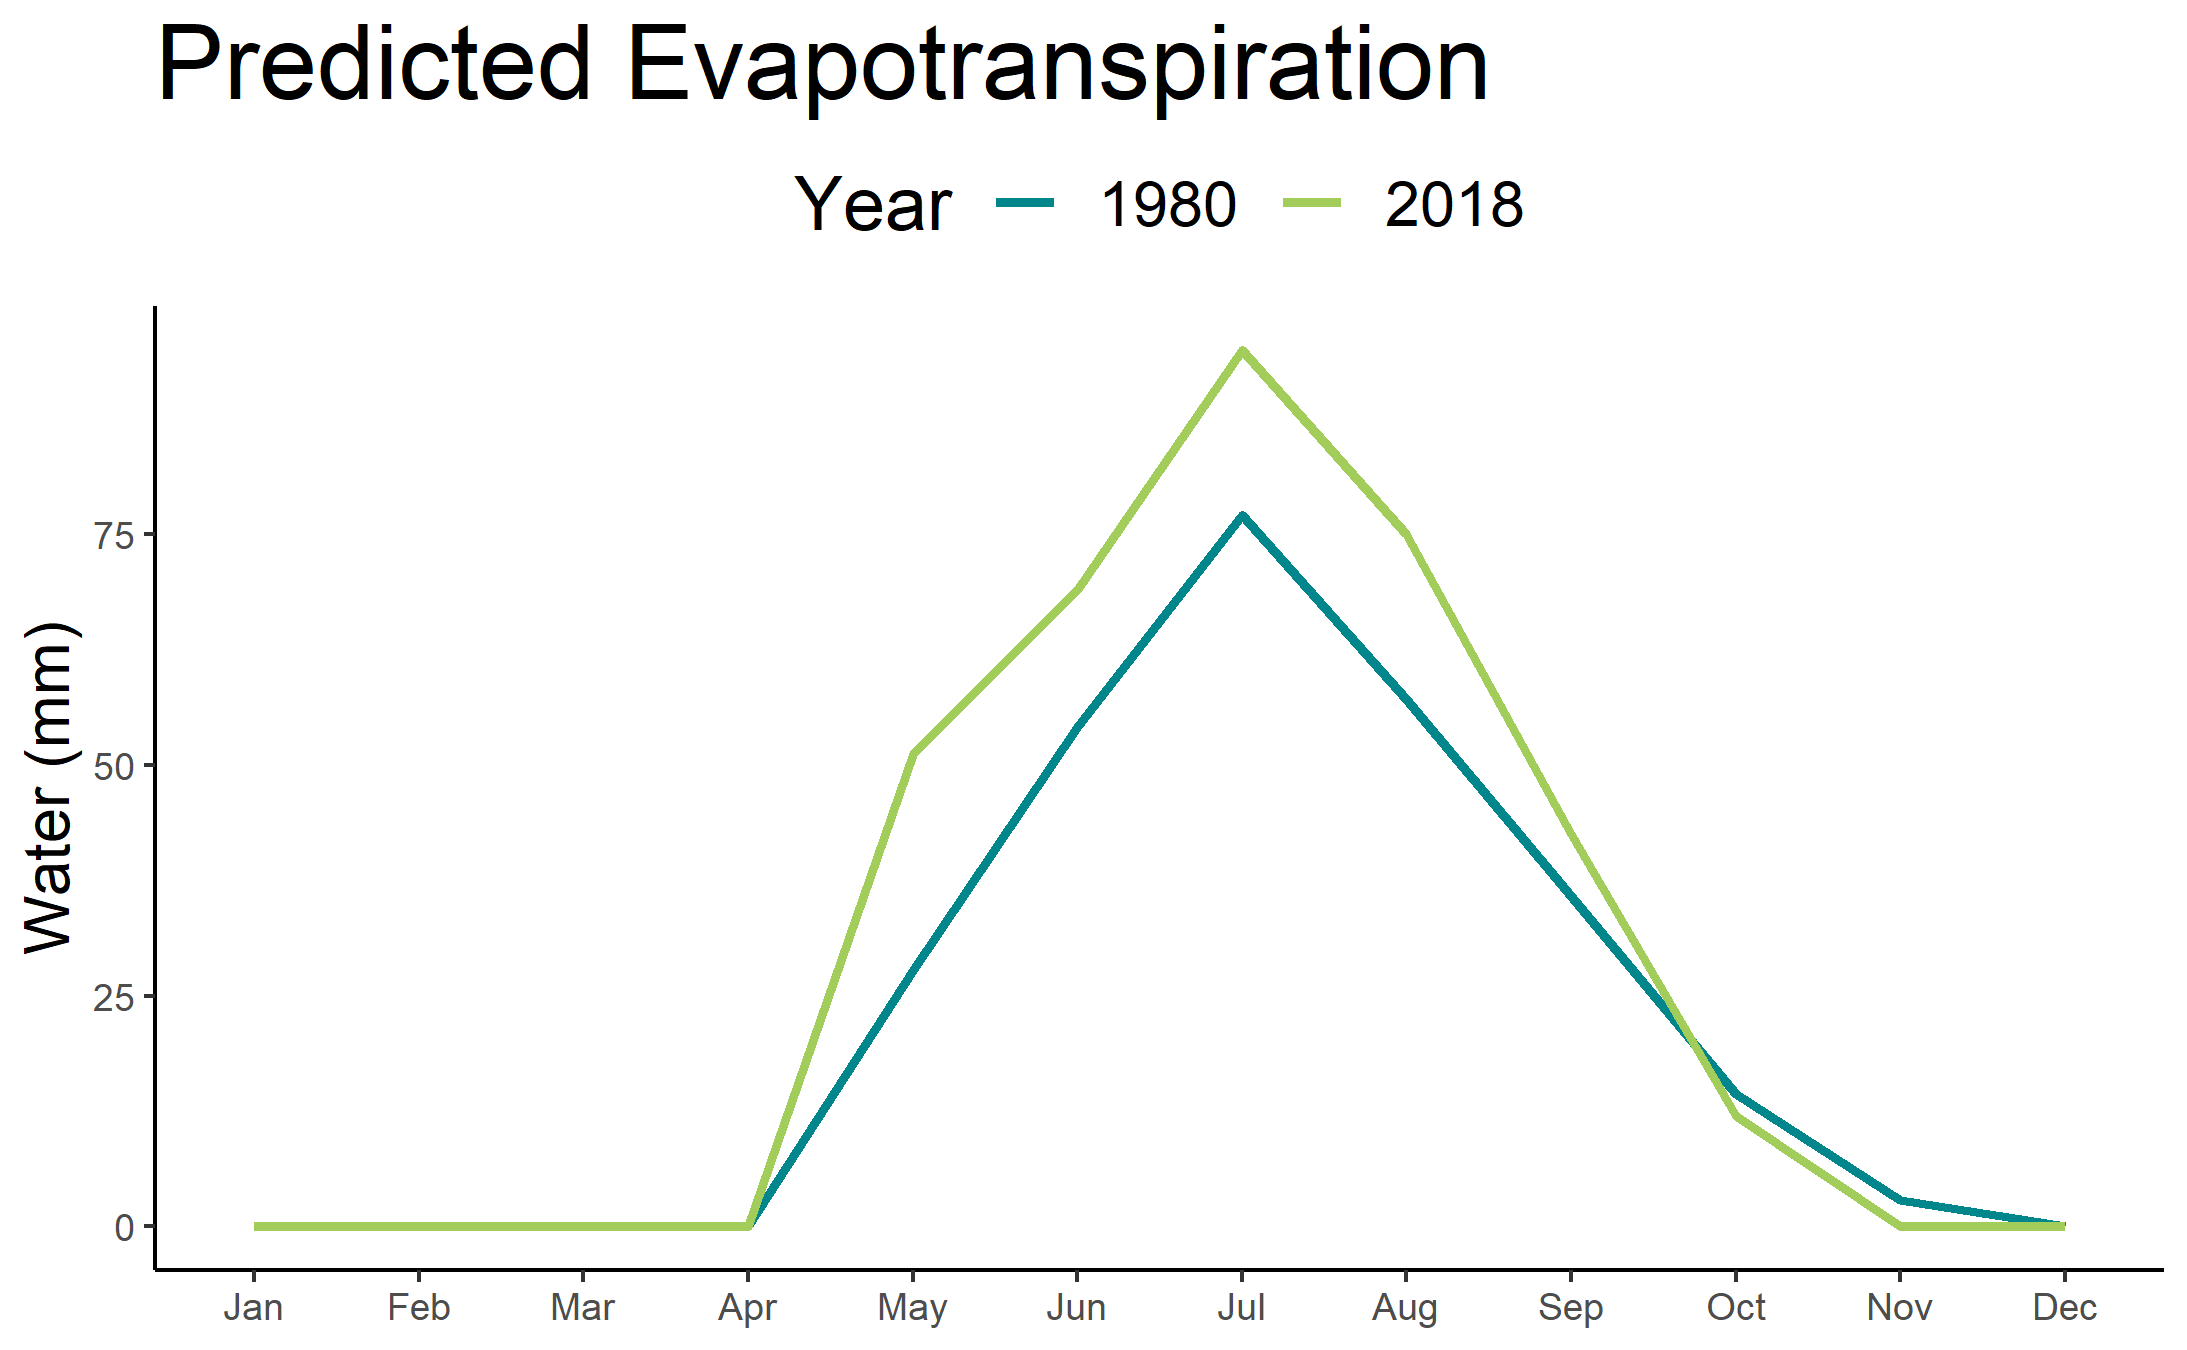 Predicted Evapotranspiration
Year 1980 2018
Water (mm)
75
50
25
0
Jan Feb Mar Apr May Jun Jul Aug Sep Oct Nov Dec